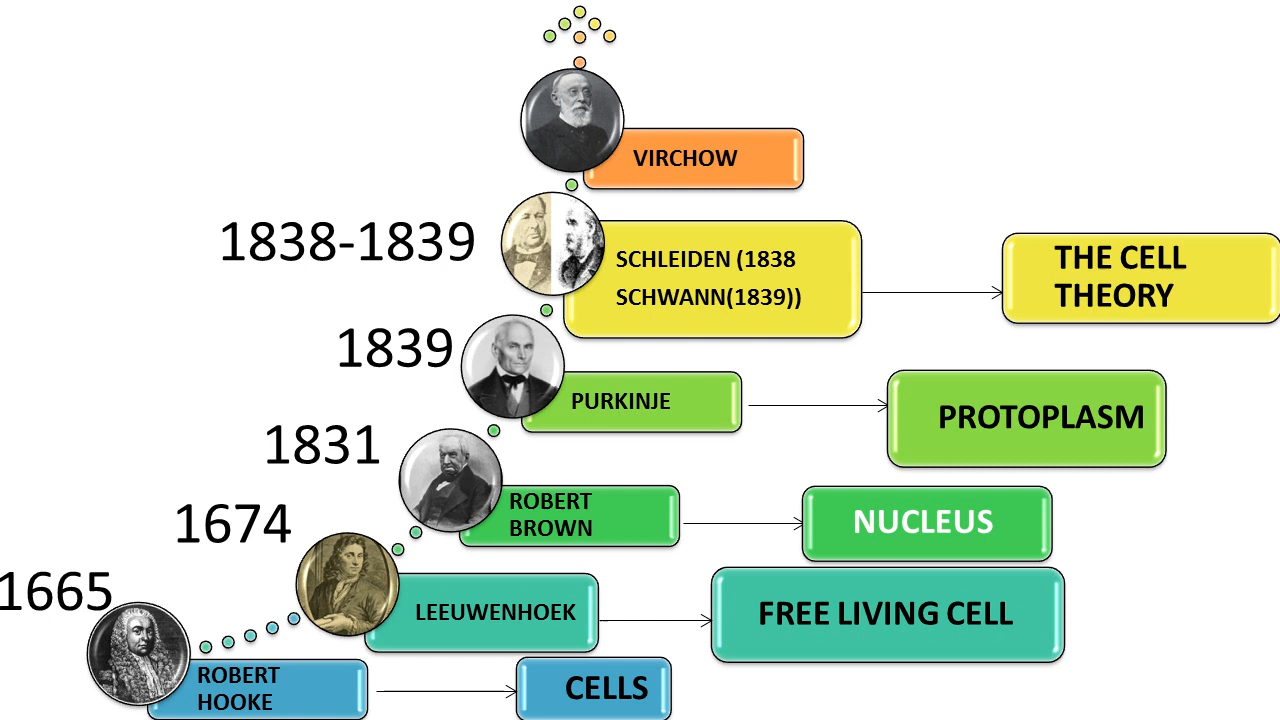 VIRCHOW
1838-1839
SCHLEIDEN (1838
SCHWANN(1839))
THE CELL
THEORY
1839
PURKINJE
PROTOPLASM
1831
ROBERT
BROWN
NUCLEUS
1674
LEEUWENHOEK
FREE LIVING CELL
1665
ROBERT
HOOKE
CELLS